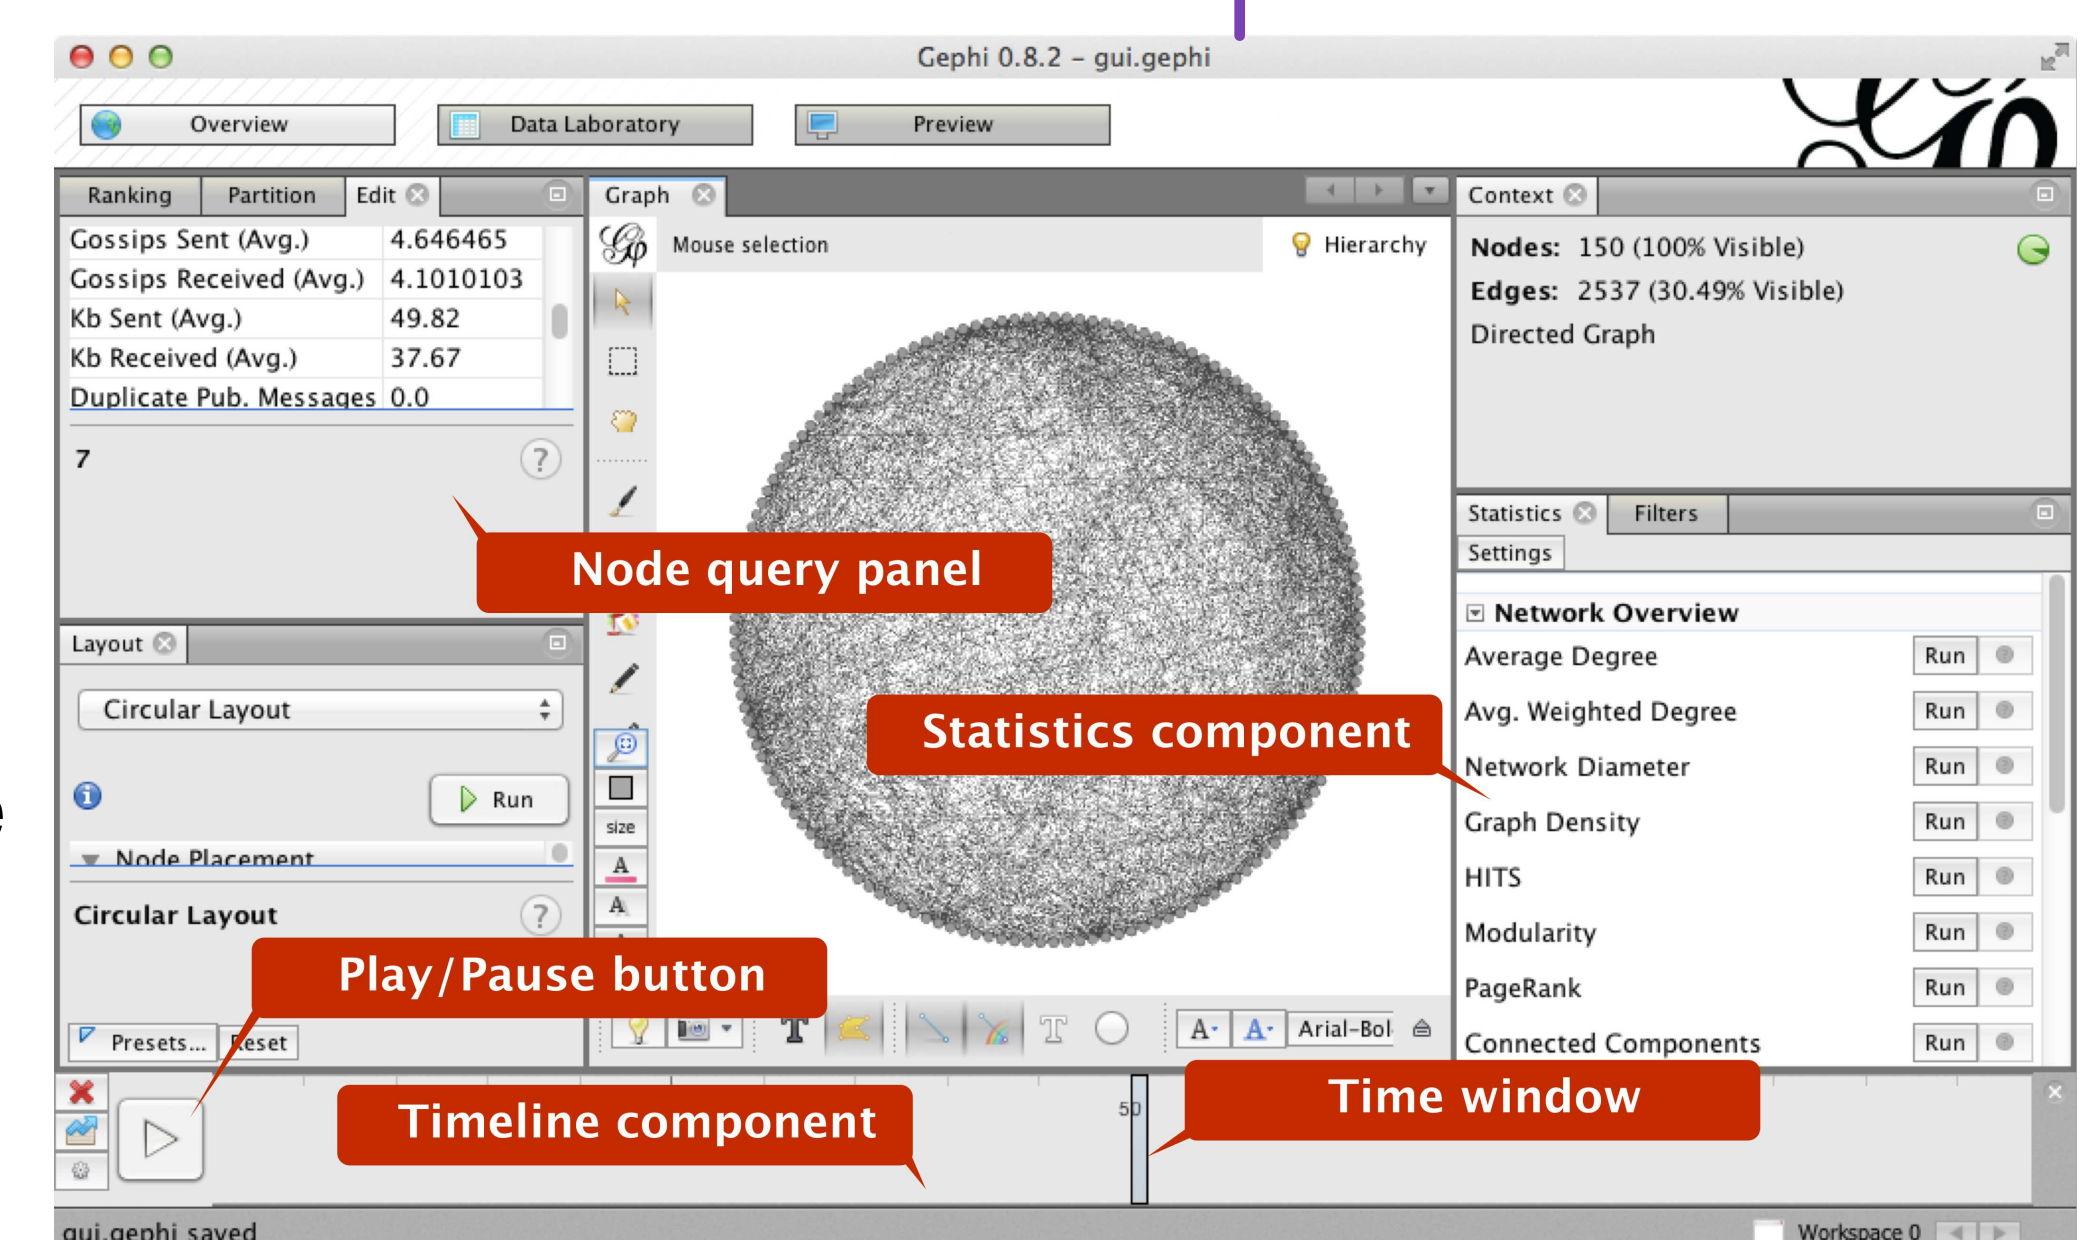 Gephi 0.8.2 – gui.gephi
Overview
Data Laboratory
Preview
Ranking
Partition
Edit
Gossips Sent (Avg.) 4.646465
Gossips Received (Avg.) 4.1010103
Kb Sent (Avg.) 49.82
Kb Received (Avg.) 37.67
Duplicate Pub. Messages 0.0
7
?
Node query panel
Layout
Circular Layout
Run
Node Placement
Circular Layout
?
Play/Pause button
Presets...
Reset
Graph
Mouse selection
Hierarchy
size
A
A
T
T
A
A
Arial-Bol
Context
Nodes: 150 (100% Visible)
Edges: 2537 (30.49% Visible)
Directed Graph
Statistics
Filters
Settings
Network Overview
Average Degree Run
Avg. Weighted Degree Run
Statistics component
Network Diameter Run
Graph Density Run
HITS Run
Modularity Run
PageRank Run
Connected Components Run
Timeline component
50
Time window
gui.gephi saved
Workspace 0
e